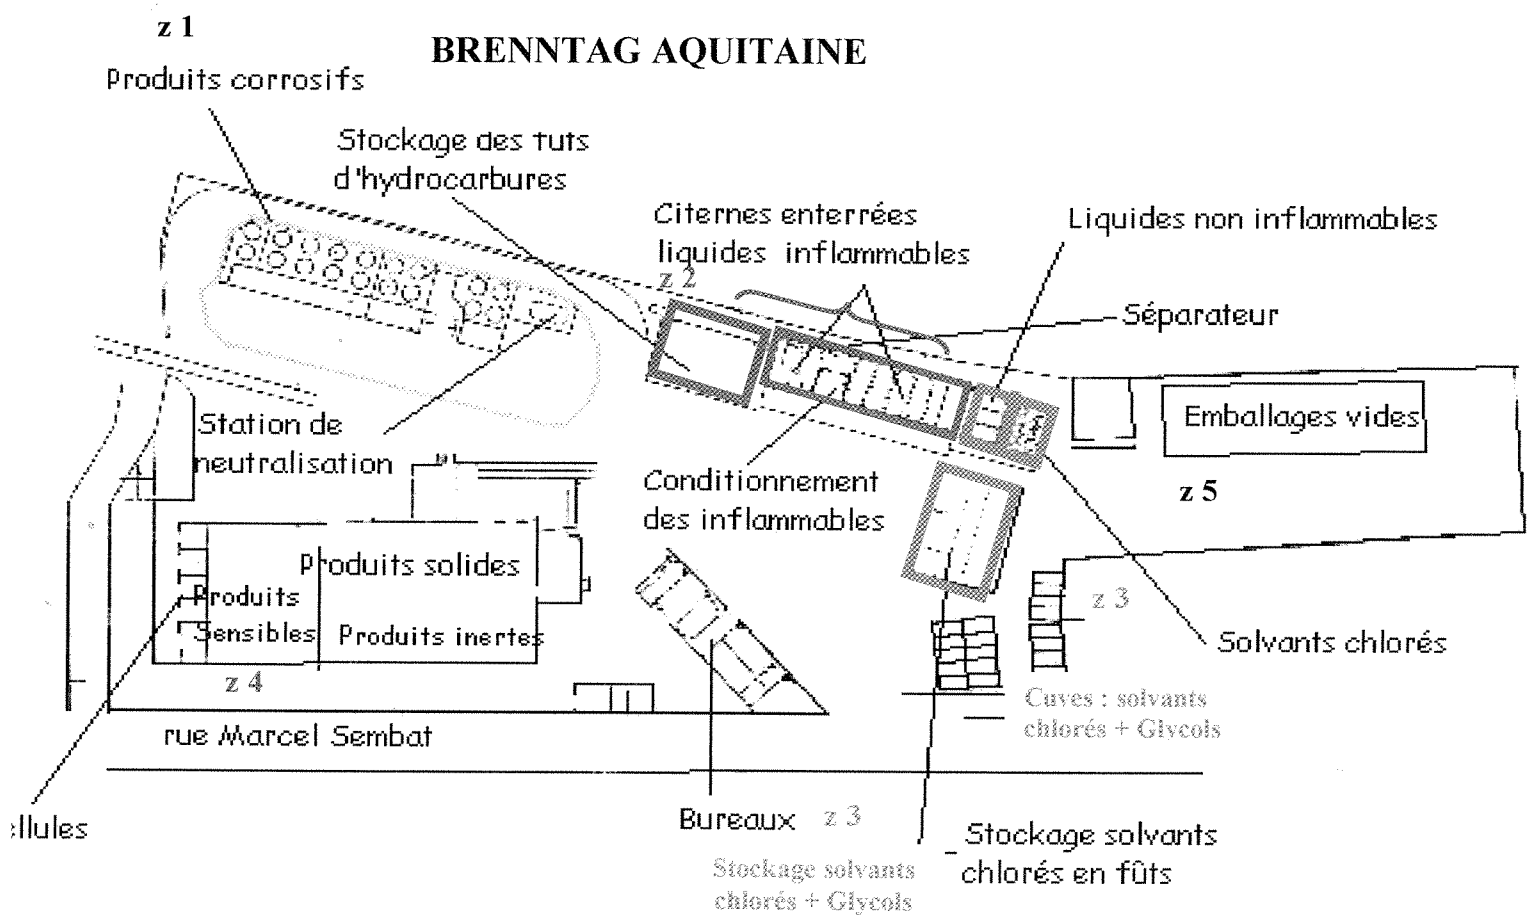 z 1
BRENNTAG AQUITAINE
Produits corrosifs
Stockage des tuts
d'hydrocarbures
Citernes enterrées
liquides inflammables
z 2
Liquides non inflammables
Séparateur
Emballages vides
z 5
Station de
neutralisation
Conditionnement
des inflammables
Produits solides
Produits
Sensibles
Produits inertes
z 4
z 3
Solvants chlorés
Cuves : solvants
chlorés + Glycols
rue Marcel Sembat
ellules
Bureaux
z 3
Stockage solvants
chlorés + Glycols
Stockage solvants
chlorés en fûts